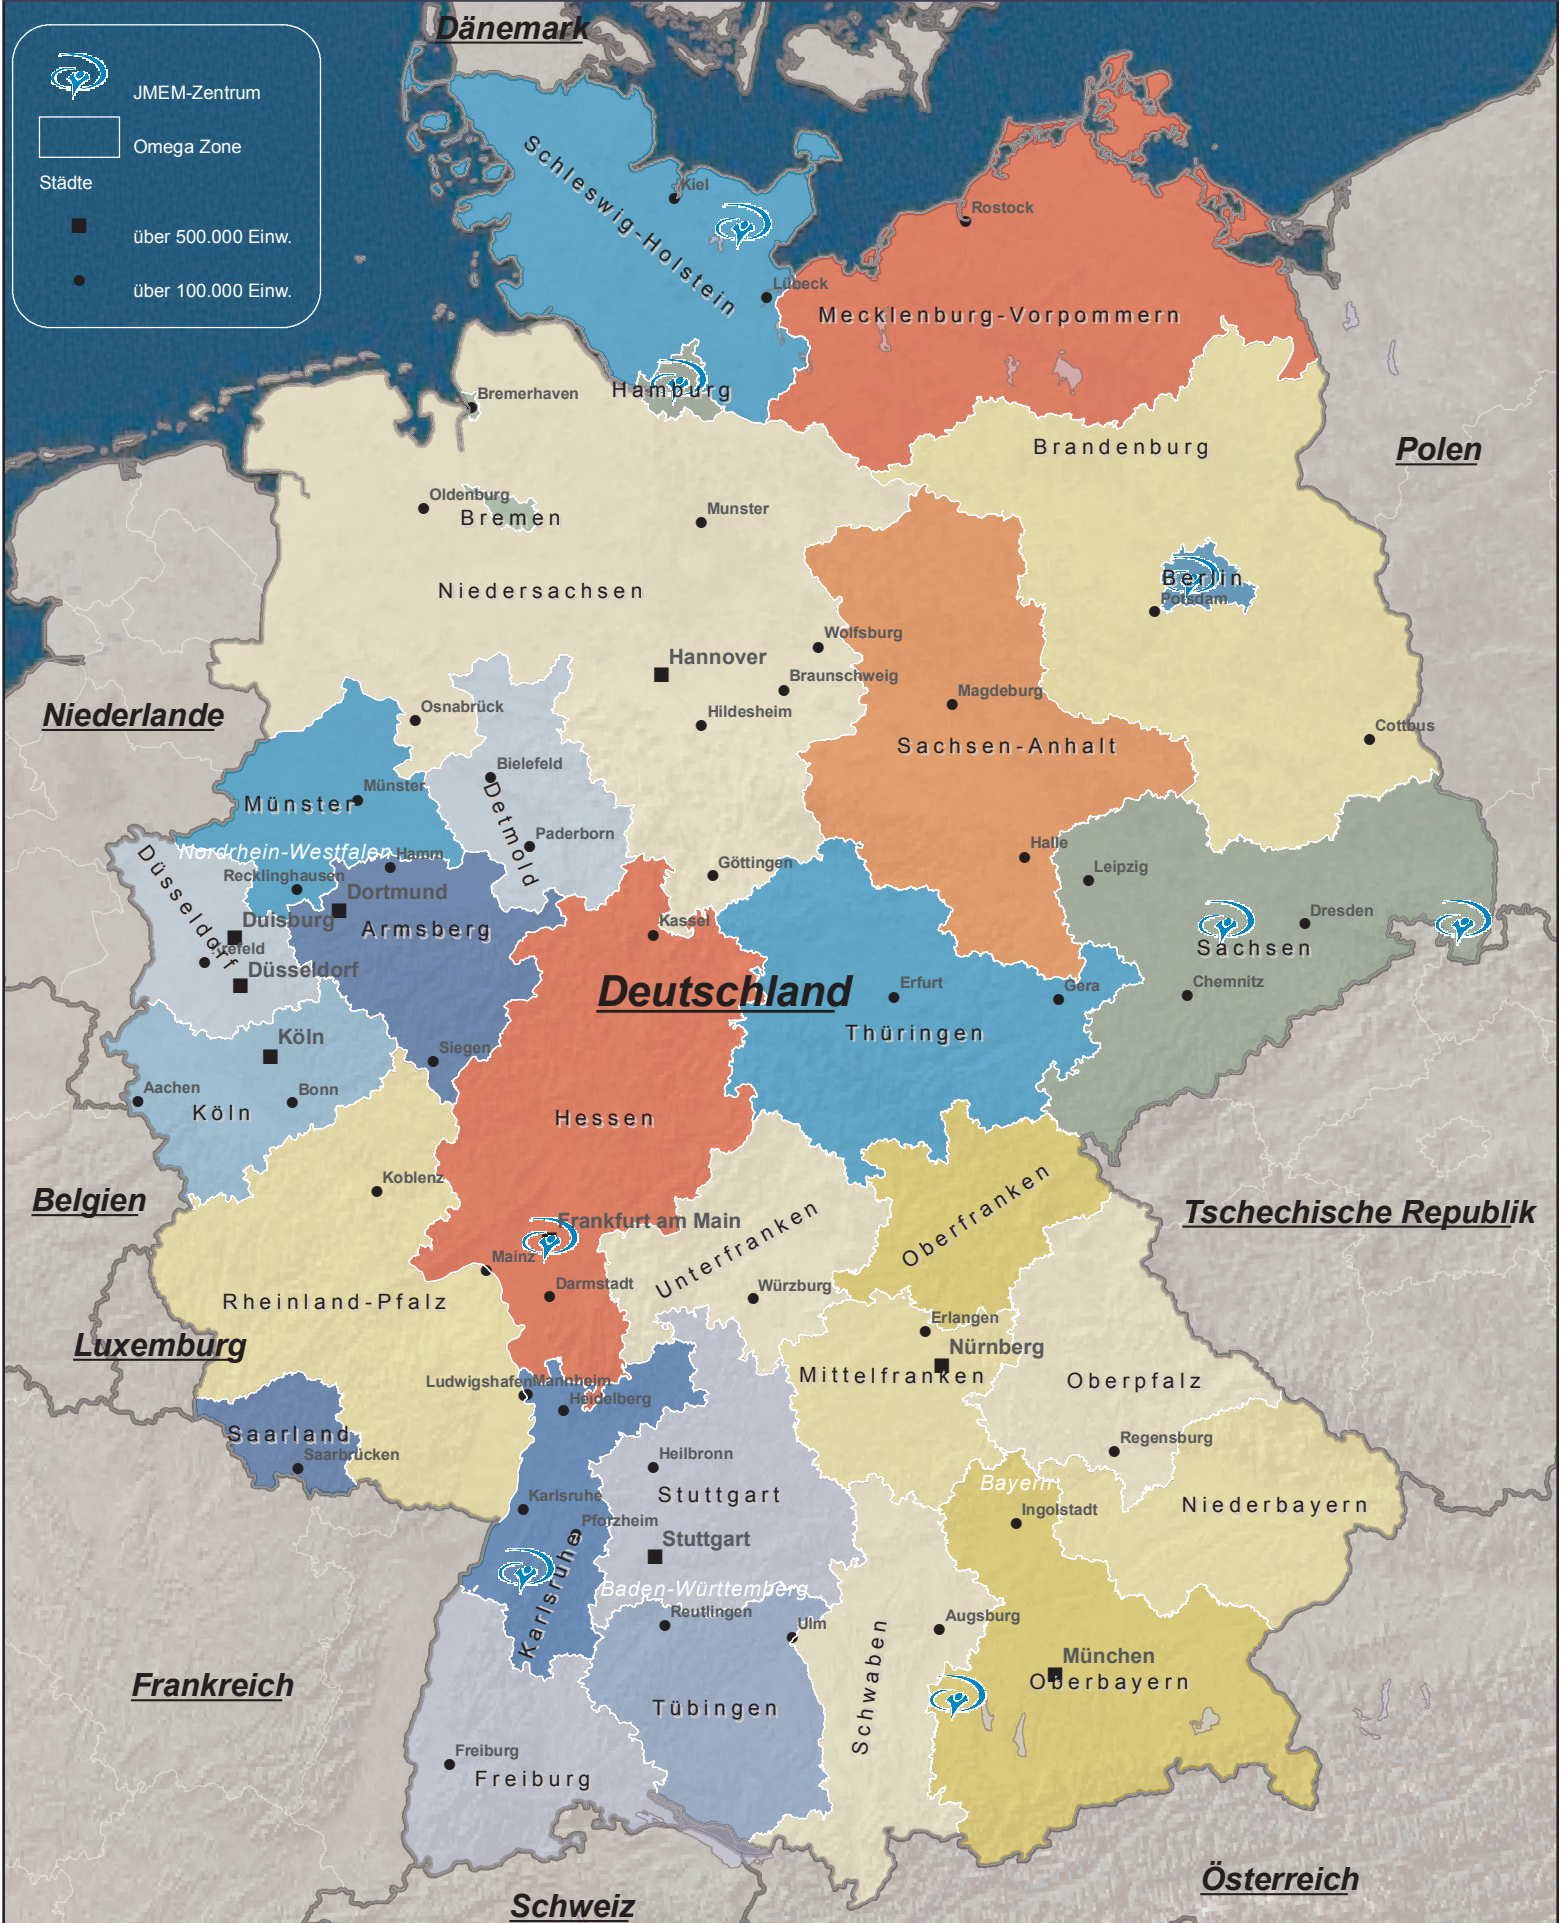 Dänemark
JMEM-Zentrum
Omega Zone
Städte
über 500.000 Einw.
über 100.000 Einw.
Schleswig-Holstein
Kiel
Rostock
Lübeck
Mecklenburg-Vorpommern
Hamburg
Bremerhaven
Brandenburg
Polen
Oldenburg
Bremen
Munster
Niedersachsen
Berlin
Potsdam
Wolfsburg
Hannover
Braunschweig
Magdeburg
Osnabrück
Hildesheim
Niederlande
Cottbus
Sachsen-Anhalt
Bielefeld
Detmold
Münster
Münster
Paderborn
Nordrhein-Westfalen
Hamm
Halle
Göttingen
Leipzig
Düsseldorf
Recklinghausen
Dortmund
Duisburg
Armsberg
Kassel
Dresden
Sachsen
Krefeld
Düsseldorf
Deutschland
Erfurt
Gera
Chemnitz
Thüringen
Köln
Siegen
Aachen
Bonn
Köln
Hessen
Koblenz
Belgien
Tschechische Republik
Frankfurt am Main
Unterfranken
Oberfranken
Mainz
Darmstadt
Würzburg
Rheinland-Pfalz
Erlangen
Luxemburg
Nürnberg
Mittelfranken
Oberpfalz
Ludwigshafen
Mannheim
Heidelberg
Saarland
Saarbrücken
Heilbronn
Regensburg
Bayern
Stuttgart
Karlsruhe
Niederbayern
Ingolstadt
Pforzheim
Stuttgart
Karlsruhe
Baden-Württemberg
Reutlingen
Ulm
Augsburg
Schwaben
München
Oberbayern
Frankreich
Tübingen
Freiburg
Freiburg
Österreich
Schweiz